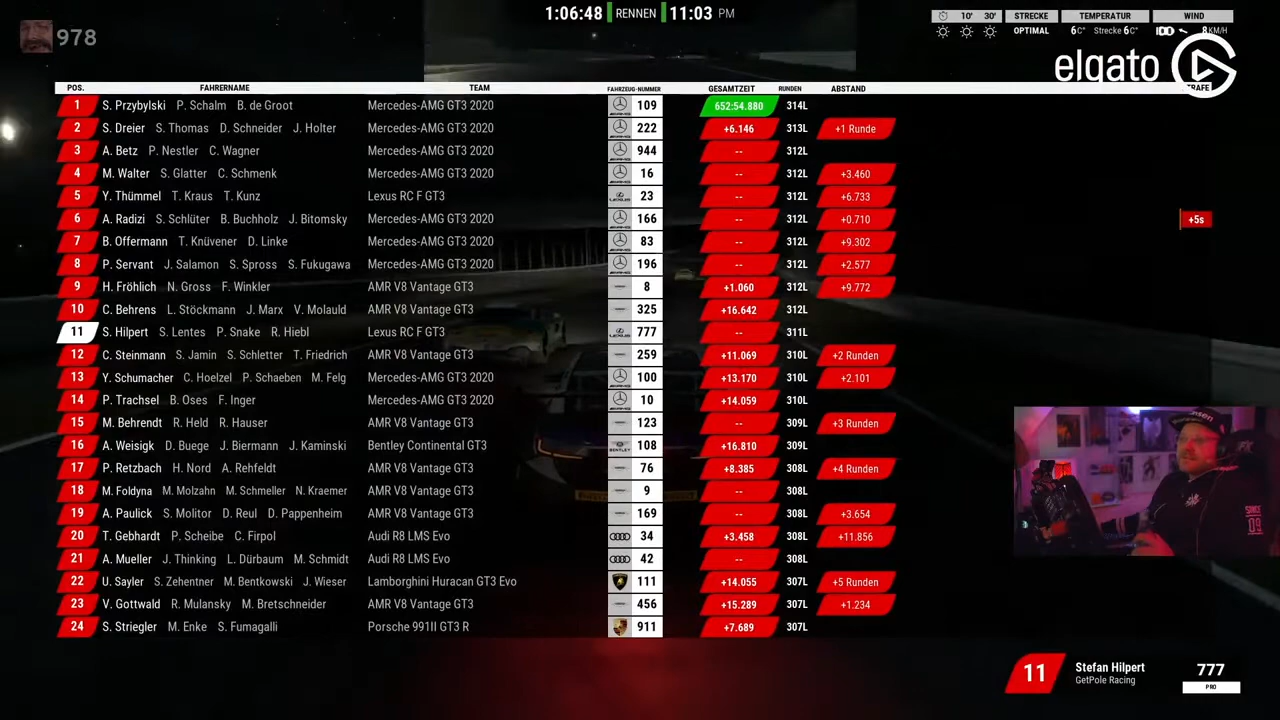 978
1:06:48 RENNEN 11:03 PM
10' 30' STRECKE TEMPERATUR WIND
OPTIMAL 6C° Strecke 6C° 8KM/H
elgato
POS. FAHRERNAME TEAM FAHRZEUG-NUMMER GESAMTZEIT RUNDEN ABSTAND
1 S. Przybylski P. Schalm B. de Groot Mercedes-AMG GT3 2020 109 652:54.880 314L
2 S. Dreier S. Thomas D. Schneider J. Holter Mercedes-AMG GT3 2020 222 +6.146 313L +1 Runde
3 A. Betz P. Nestler C. Wagner Mercedes-AMG GT3 2020 944 -- 312L
4 M. Walter S. Glatter C. Schmenk Mercedes-AMG GT3 2020 16 -- 312L +3.460
5 Y. Thümmel T. Kraus T. Kunz Lexus RC F GT3 23 -- 312L +6.733
6 A. Radizi S. Schlüter B. Buchholz J. Bitomsky Mercedes-AMG GT3 2020 166 -- 312L +0.710 +5s
7 B. Offermann T. Knüvener D. Linke Mercedes-AMG GT3 2020 83 -- 312L +9.302
8 P. Servant J. Salamon S. Spross S. Fukugawa Mercedes-AMG GT3 2020 196 -- 312L +2.577
9 H. Fröhlich N. Gross F. Winkler AMR V8 Vantage GT3 8 +1.060 312L +9.772
10 C. Behrens L. Stöckmann J. Marx V. Molauld AMR V8 Vantage GT3 325 +16.642 312L
11 S. Hilpert S. Lentes P. Snake R. Hiebl Lexus RC F GT3 777 -- 311L
12 C. Steinmann S. Jamin S. Schletter T. Friedrich AMR V8 Vantage GT3 259 +11.069 310L +2 Runden
13 Y. Schumacher C. Hoelzel P. Schaeben M. Felg Mercedes-AMG GT3 2020 100 +13.170 310L +2.101
14 P. Trachsel B. Oses F. Inger Mercedes-AMG GT3 2020 10 +14.059 310L
15 M. Behrendt R. Held R. Hauser AMR V8 Vantage GT3 123 -- 309L +3 Runden
16 A. Weisigk D. Buege J. Biermann J. Kaminski Bentley Continental GT3 108 +16.810 309L
17 P. Retzbach H. Nord A. Rehfeldt AMR V8 Vantage GT3 76 +8.385 308L +4 Runden
18 M. Foldyna M. Molzahn M. Schmeller N. Kraemer AMR V8 Vantage GT3 9 -- 308L
19 A. Paulick S. Molitor D. Reul D. Pappenheim AMR V8 Vantage GT3 169 -- 308L +3.654
20 T. Gebhardt P. Scheibe C. Firpol Audi R8 LMS Evo 34 +3.458 308L +11.856
21 A. Mueller J. Thinking L. Dürbaum M. Schmidt Audi R8 LMS Evo 42 -- 308L
22 U. Sayler S. Zehentner M. Bentkowski J. Wieser Lamborghini Huracan GT3 Evo 111 +14.055 307L +5 Runden
23 V. Gottwald R. Mulansky M. Bretschneider AMR V8 Vantage GT3 456 +15.289 307L +1.234
24 S. Striegler M. Enke S. Fumagalli Porsche 991II GT3 R 911 +7.689 307L
11 Stefan Hilpert 777
GetPole Racing PRO